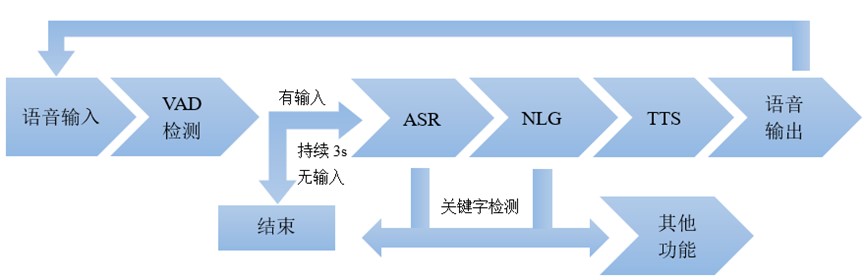 语音输入
VAD
检测
有输入
持续 3s
无输入
结束
ASR
NLG
TTS
语音
输出
关键字检测
其他
功能